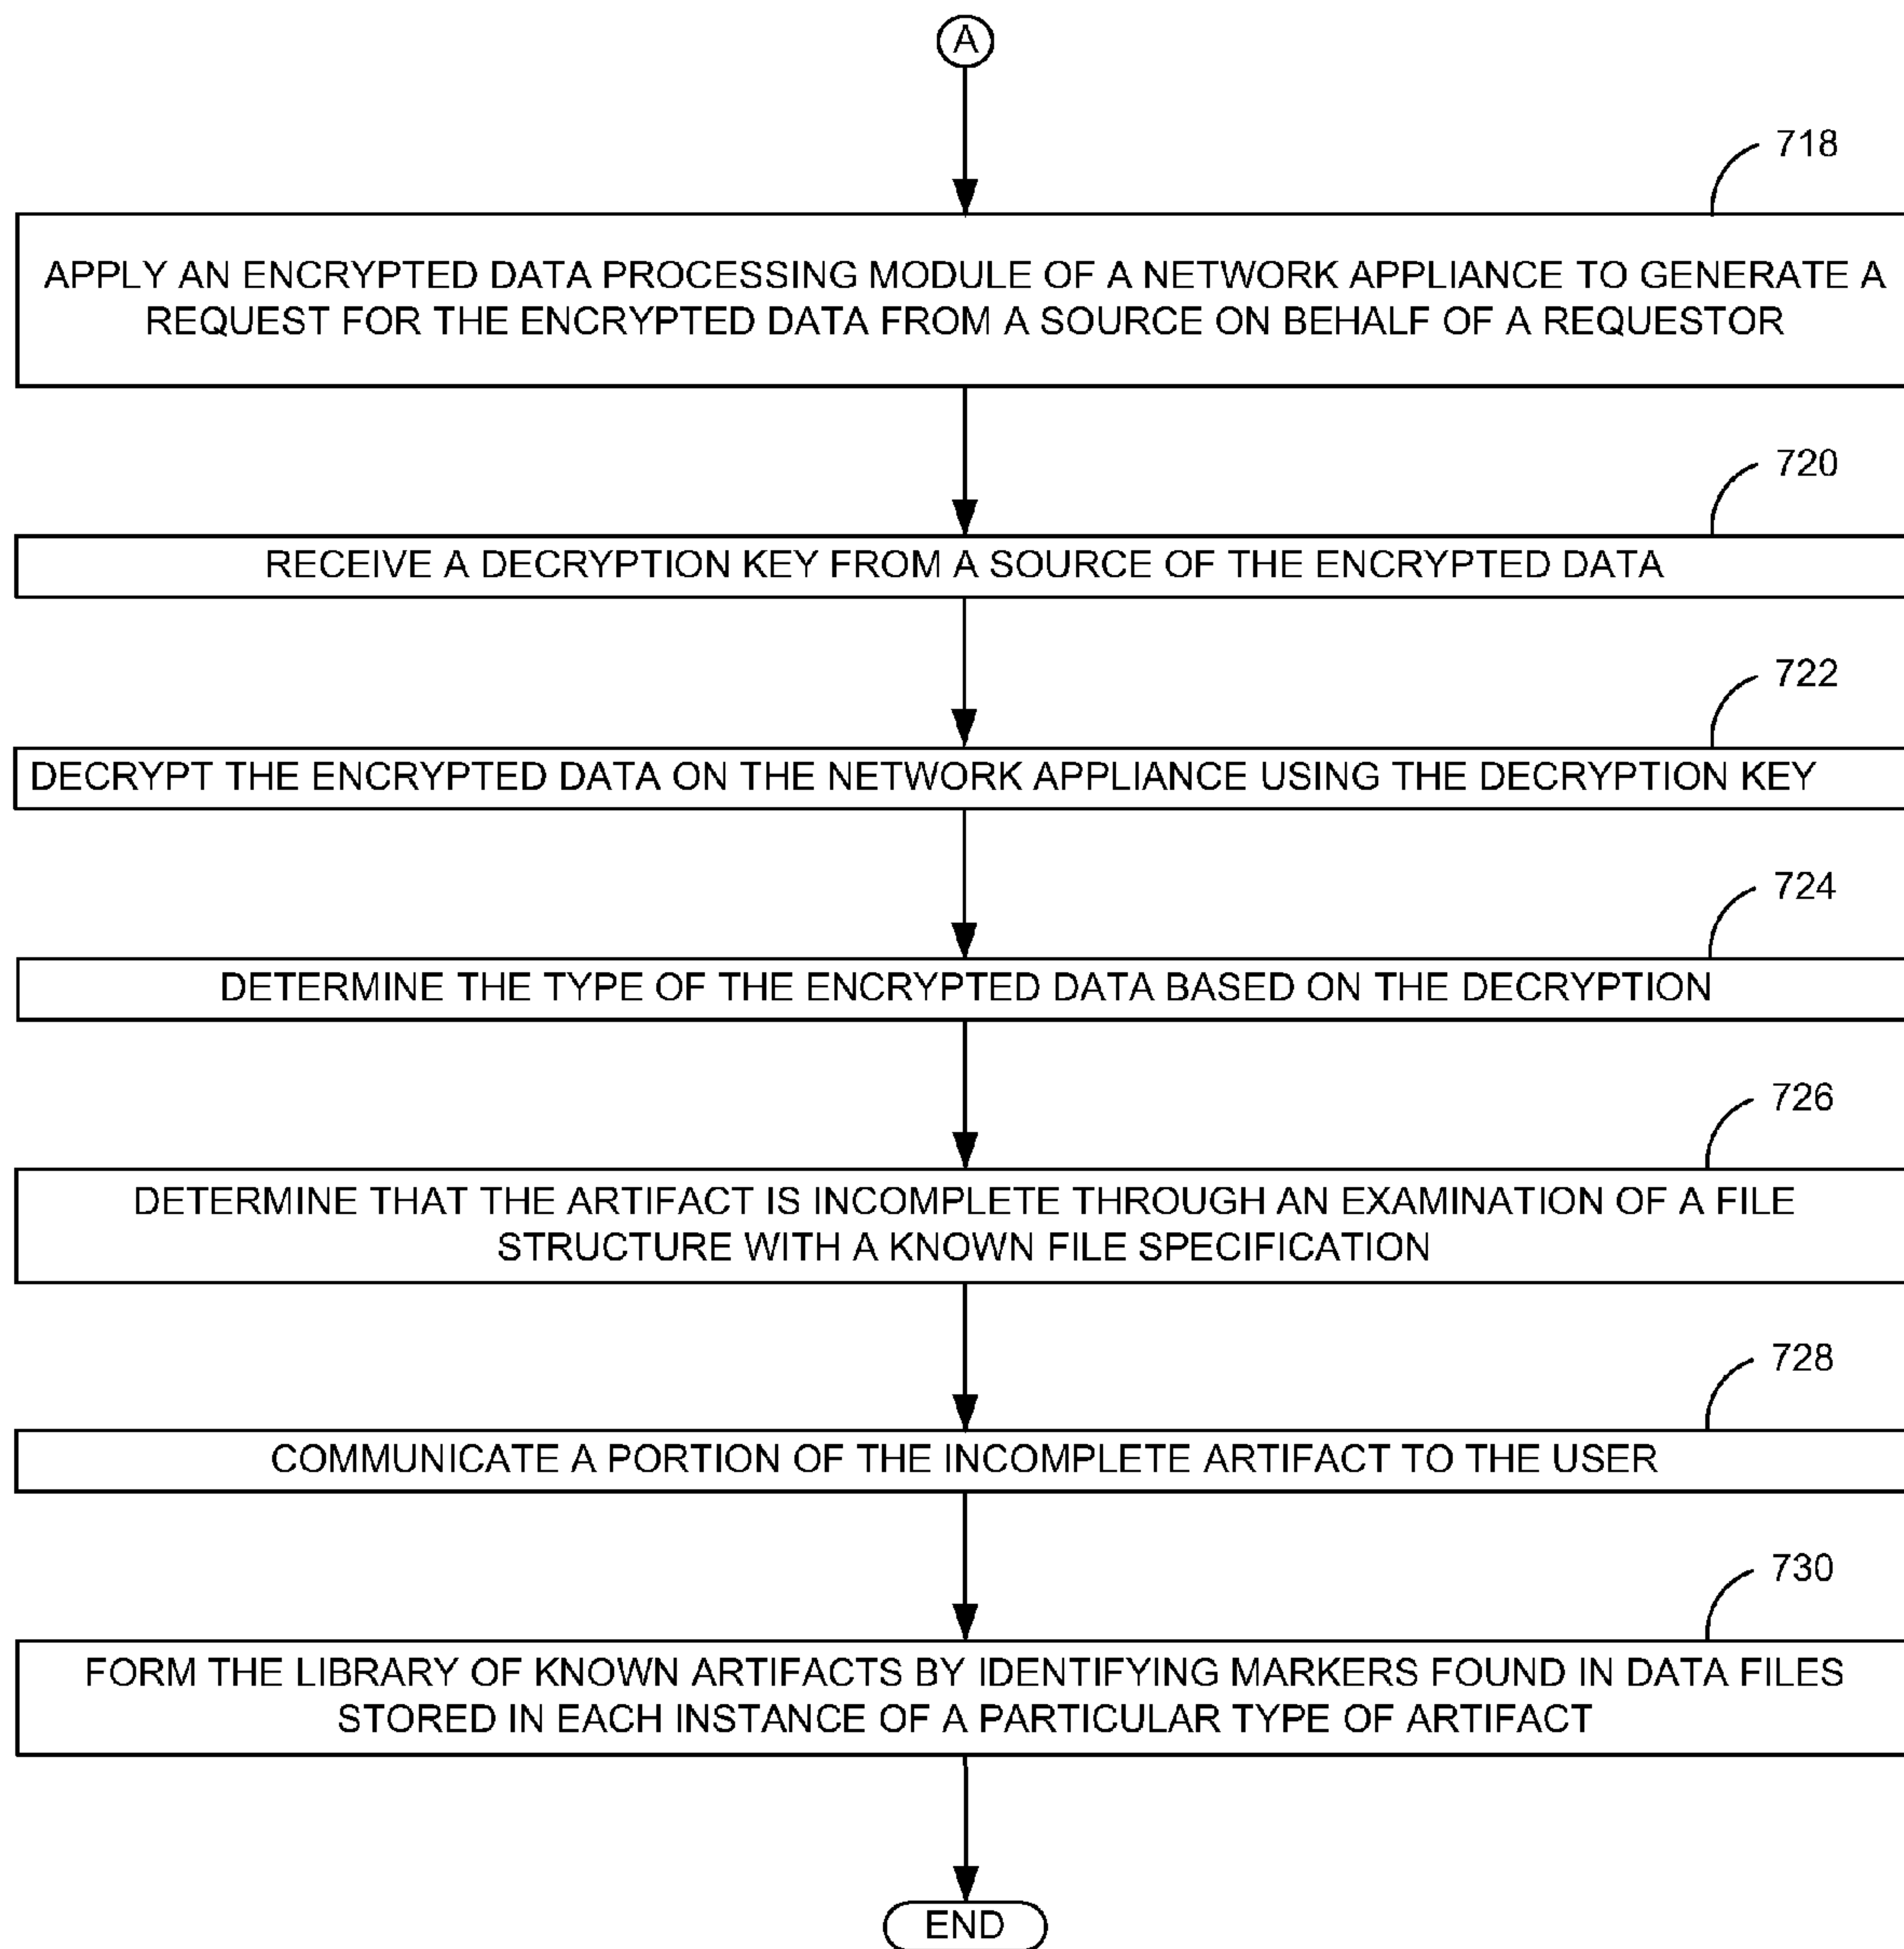 A
718
APPLY AN ENCRYPTED DATA PROCESSING MODULE OF A NETWORK APPLIANCE TO GENERATE A
REQUEST FOR THE ENCRYPTED DATA FROM A SOURCE ON BEHALF OF A REQUESTOR
720
RECEIVE A DECRYPTION KEY FROM A SOURCE OF THE ENCRYPTED DATA
722
DECRYPT THE ENCRYPTED DATA ON THE NETWORK APPLIANCE USING THE DECRYPTION KEY
724
DETERMINE THE TYPE OF THE ENCRYPTED DATA BASED ON THE DECRYPTION
726
DETERMINE THAT THE ARTIFACT IS INCOMPLETE THROUGH AN EXAMINATION OF A FILE
STRUCTURE WITH A KNOWN FILE SPECIFICATION
728
COMMUNICATE A PORTION OF THE INCOMPLETE ARTIFACT TO THE USER
730
FORM THE LIBRARY OF KNOWN ARTIFACTS BY IDENTIFYING MARKERS FOUND IN DATA FILES
STORED IN EACH INSTANCE OF A PARTICULAR TYPE OF ARTIFACT
END